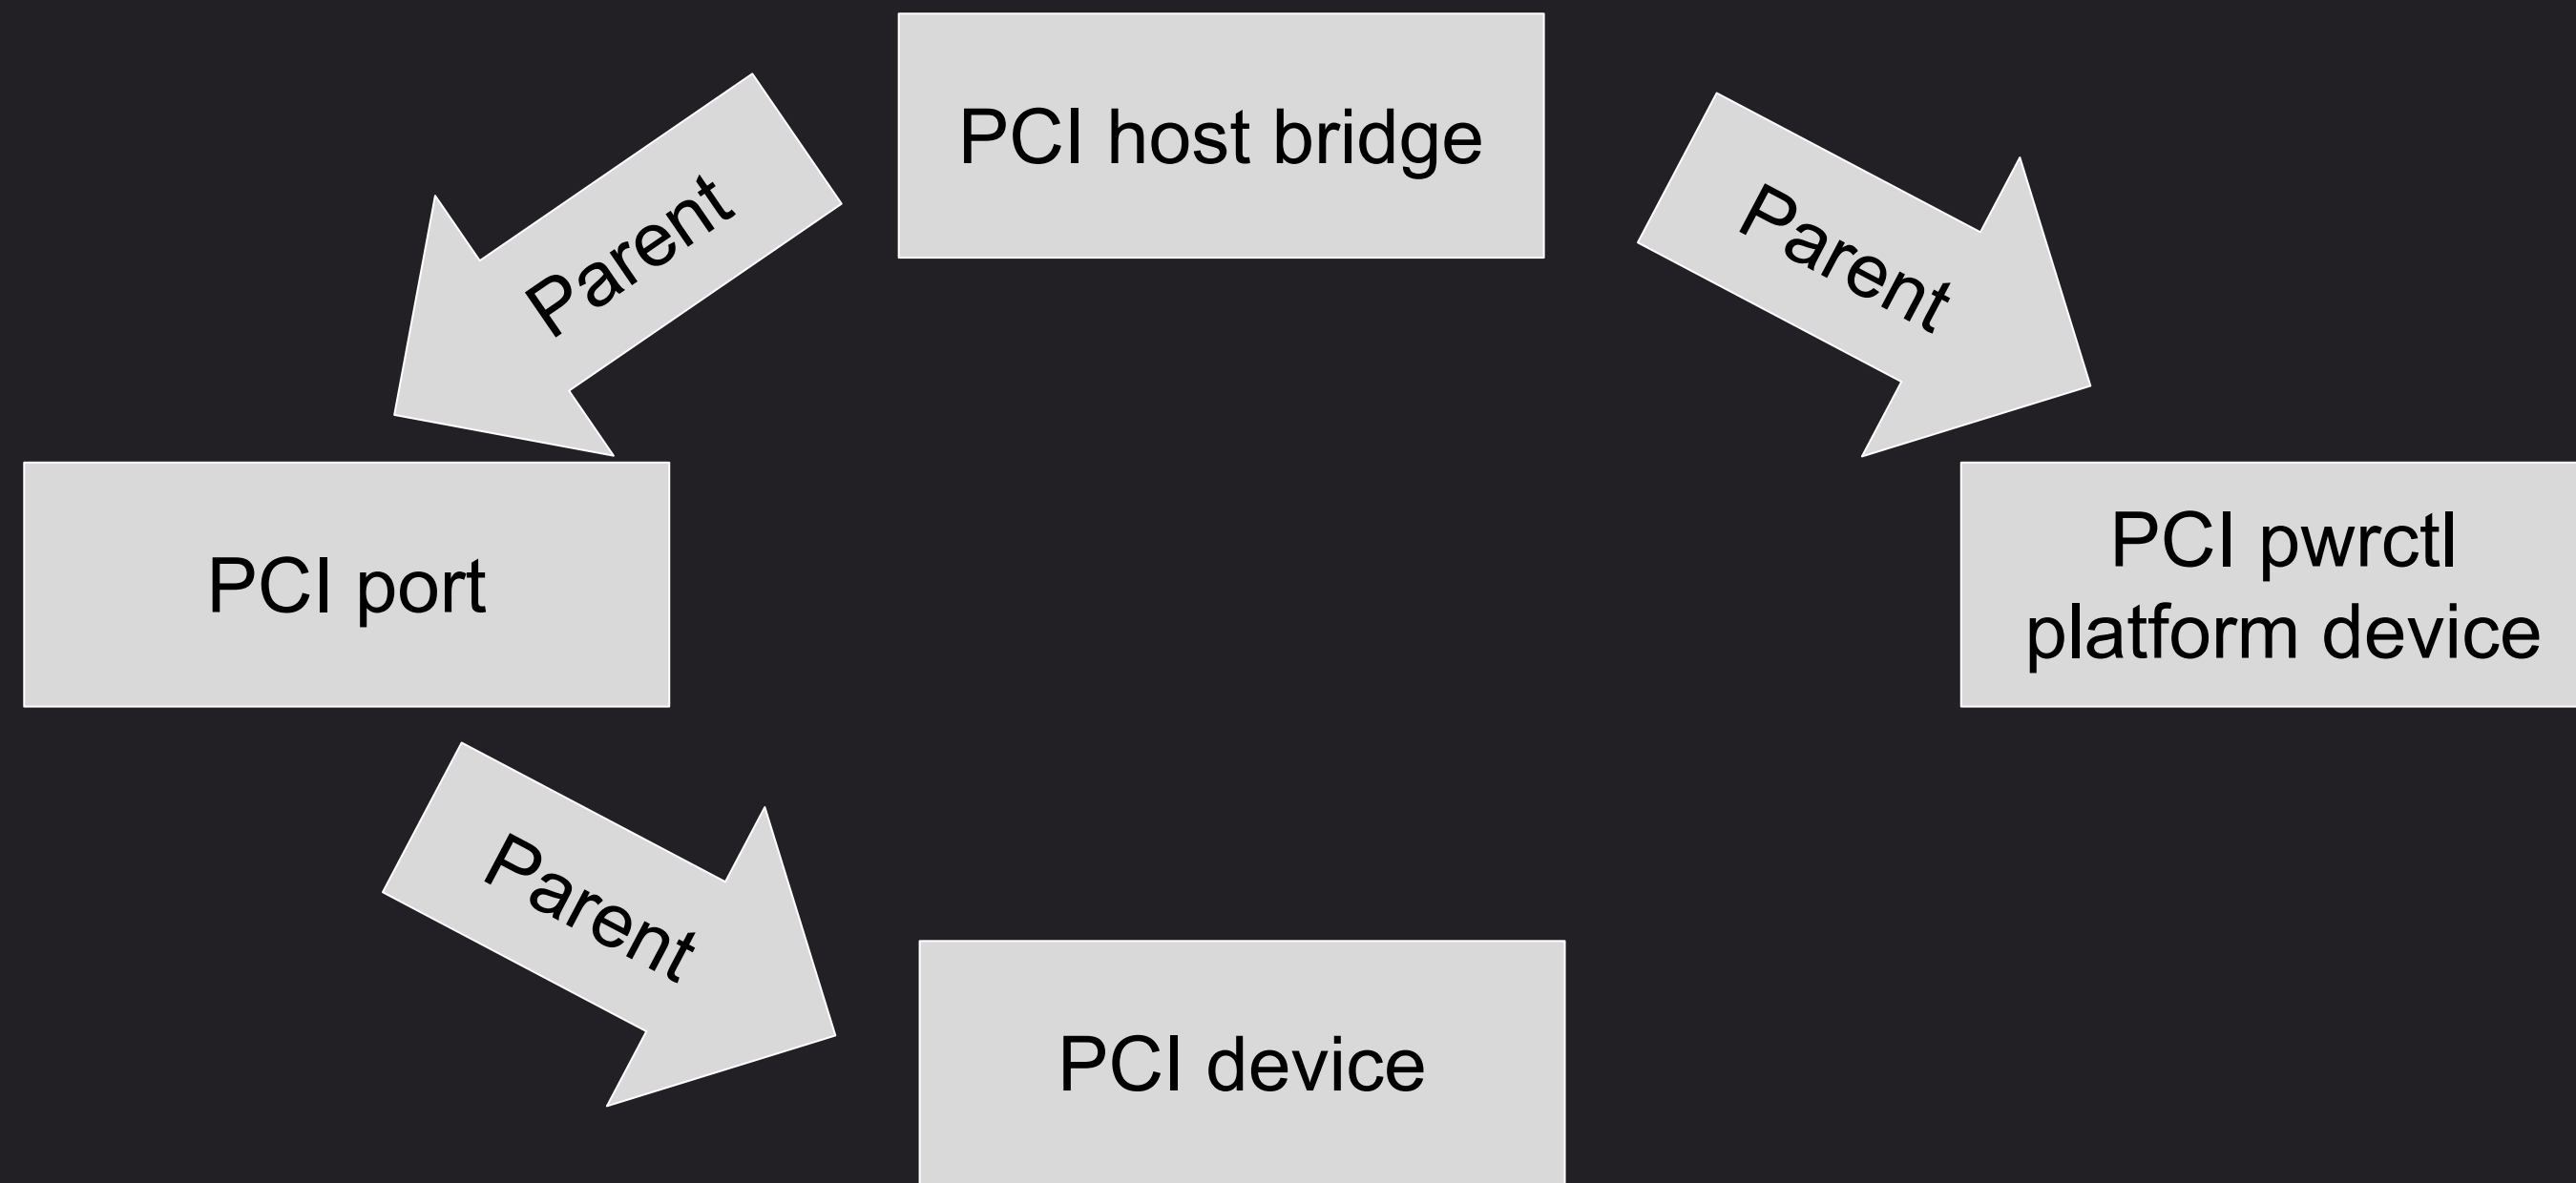 PCI host bridge
Parent
Parent
PCI port
PCI pwrctl
platform device
Parent
PCI device